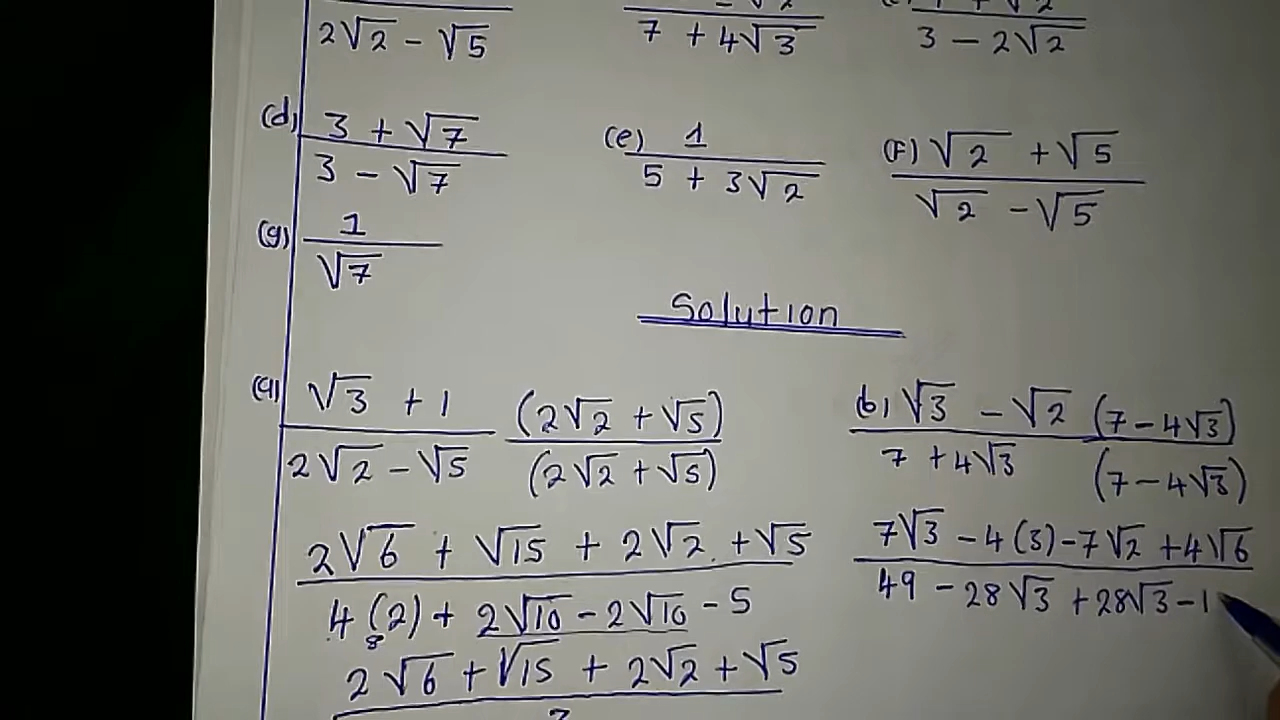 2√2 - √5
7 + 4√3
3 - 2√2
(d) 3 + √7
3 - √7
(e) 1
5 + 3√2
(F) √2 + √5
√2 - √5
(g) 1
√7
Solution
(a) √3 + 1 (2√2 + √5)
2√2 - √5 (2√2 + √5)
2√6 + √15 + 2√2 + √5
4(2) + 2√10 - 2√10 - 5
8
2√6 + √15 + 2√2 + √5
3
(b) √3 - √2 (7 - 4√3)
7 + 4√3 (7 - 4√3)
7√3 - 4(3) - 7√2 + 4√6
49 - 28√3 + 28√3 - 1